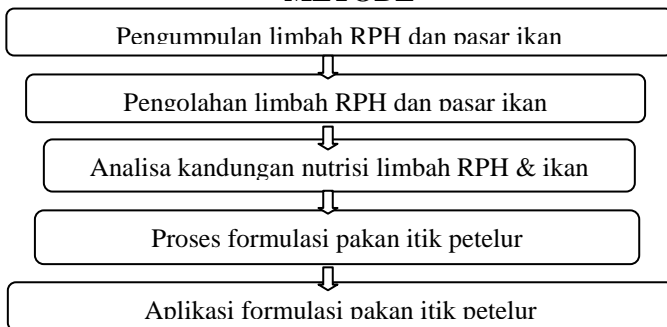 METODE
Pengumpulan limbah RPH dan pasar ikan
Pengolahan limbah RPH dan pasar ikan
Analisa kandungan nutrisi limbah RPH & ikan
Proses formulasi pakan itik petelur
Aplikasi formulasi pakan itik petelur